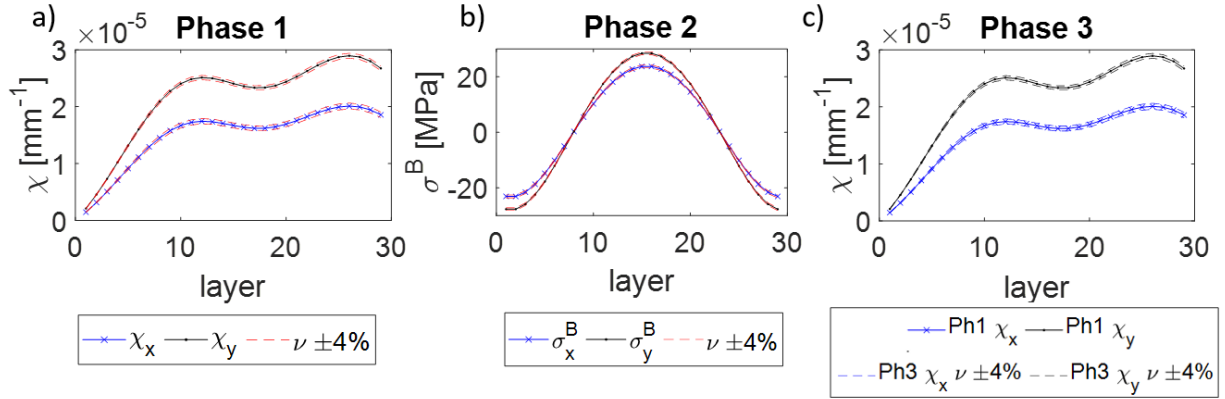 a) Phase 1
×10⁻⁵
3
2
1
0
χ [mm⁻¹]
0 10 20 30
layer
χx χy ν ±4%
b) Phase 2
20
0
-20
σᴮ [MPa]
0 10 20 30
layer
σxᴮ σyᴮ ν ±4%
c) Phase 3
×10⁻⁵
3
2
1
0
χ [mm⁻¹]
0 10 20 30
layer
Ph1 χx Ph1 χy
Ph3 χx ν ±4% Ph3 χy ν ±4%